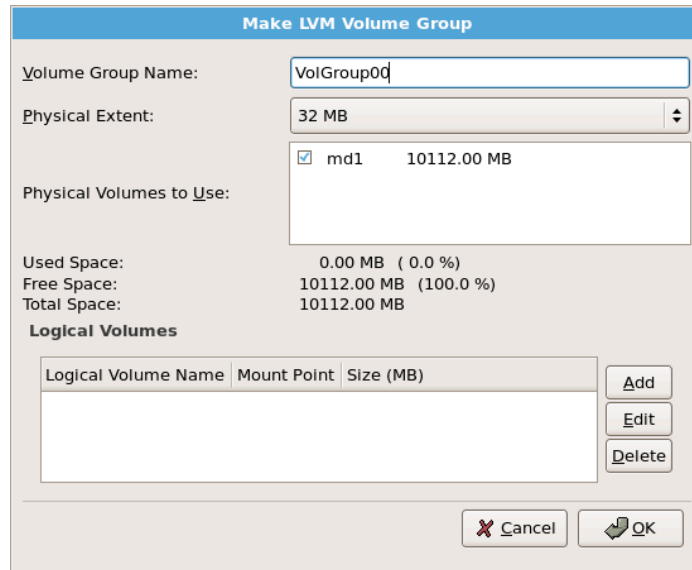 Make LVM Volume Group
Volume Group Name: VolGroup00
Physical Extent: 32 MB
Physical Volumes to Use: md1 10112.00 MB
Used Space: 0.00 MB ( 0.0 %)
Free Space: 10112.00 MB (100.0 %)
Total Space: 10112.00 MB
Logical Volumes
Logical Volume Name Mount Point Size (MB)
Add
Edit
Delete
Cancel OK